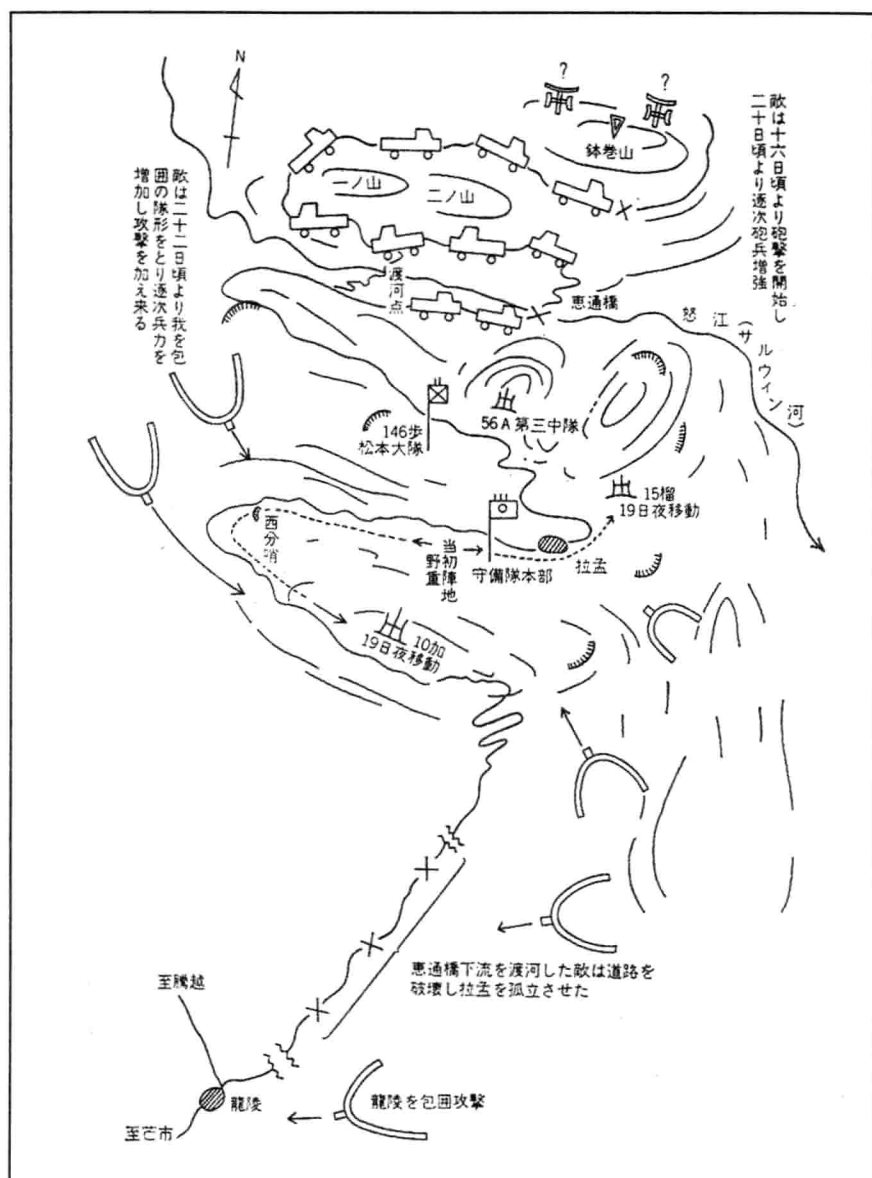 敵は十六日頃より砲撃を開始し
二十日頃より逐次砲兵増強
N
?
?
鉢巻山
一ノ山
二ノ山
敵は二十二日頃より我を包
囲の隊形をとり逐次兵力を
増加し攻撃を加え来る
渡河点
恵通橋
怒江(サルウィン河)
56A第三中隊
146歩
松本大隊
15榴
19日夜移動
西分哨
当初陣地
野重
守備隊本部
拉孟
10加
19日夜移動
恵通橋下流を渡河した敵は道路を
破壊し拉孟を孤立させた
至騰越
龍陵
龍陵を包囲攻撃
至芒市